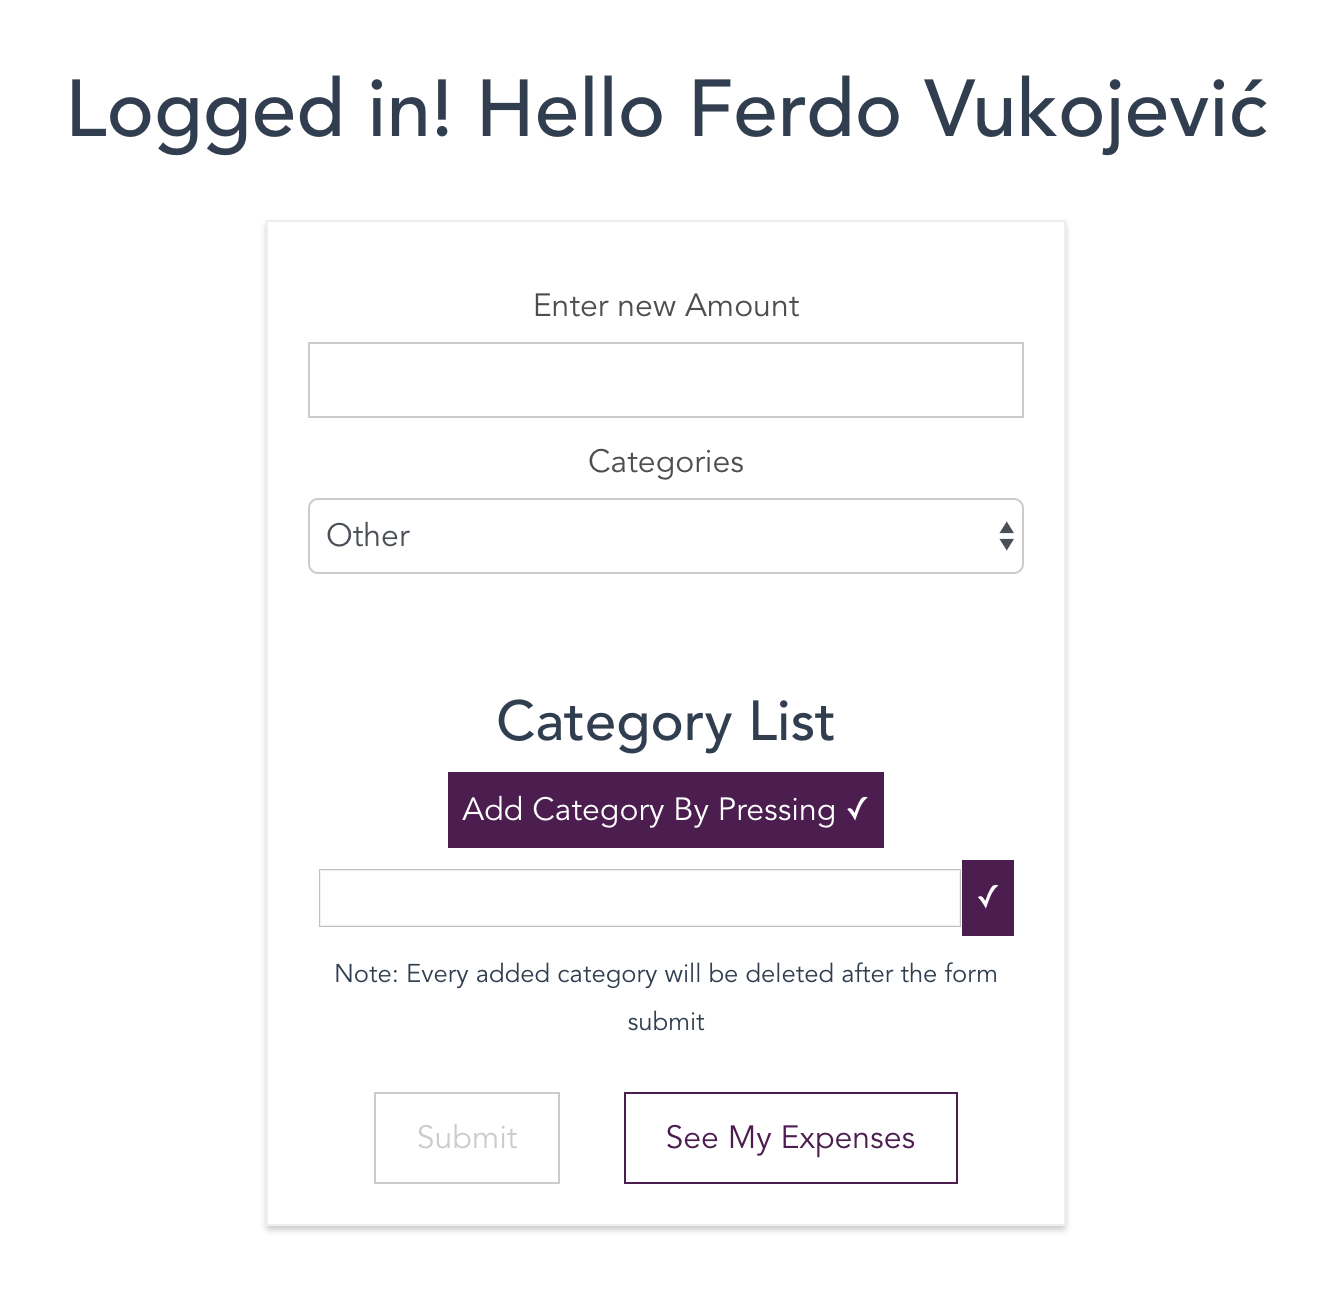 Logged in! Hello Ferdo Vukojević
Enter new Amount
Categories
Other
Category List
Add Category By Pressing ✓
✓
Note: Every added category will be deleted after the form
submit
Submit
See My Expenses